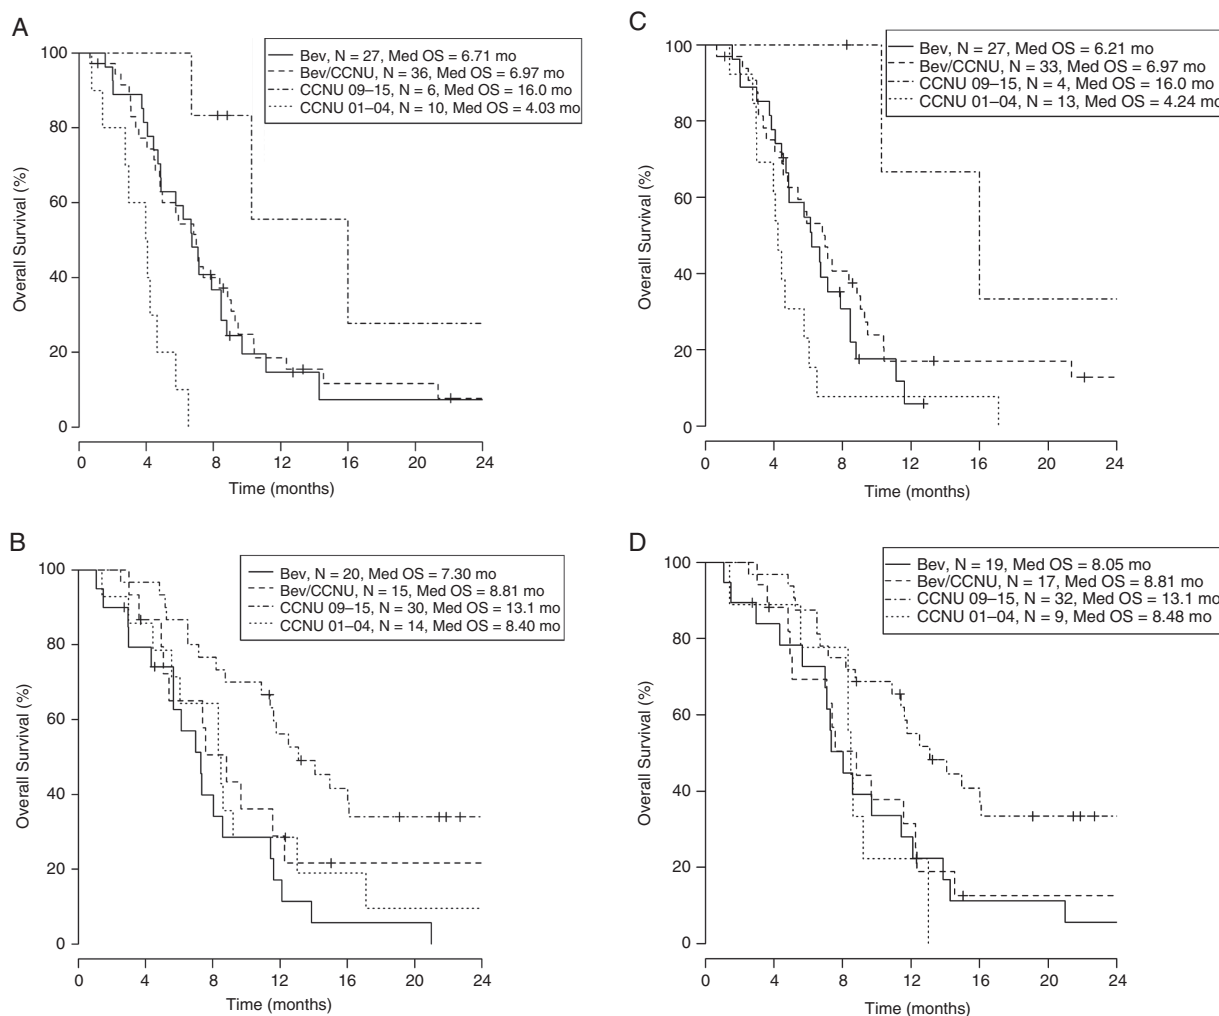 A
Bev, N = 27, Med OS = 6.71 mo
Bev/CCNU, N = 36, Med OS = 6.97 mo
CCNU 09–15, N = 6, Med OS = 16.0 mo
CCNU 01–04, N = 10, Med OS = 4.03 mo
Overall Survival (%)
100
80
60
40
20
0
0 4 8 12 16 20 24
Time (months)
B
Bev, N = 20, Med OS = 7.30 mo
Bev/CCNU, N = 15, Med OS = 8.81 mo
CCNU 09–15, N = 30, Med OS = 13.1 mo
CCNU 01–04, N = 14, Med OS = 8.40 mo
Overall Survival (%)
100
80
60
40
20
0
0 4 8 12 16 20 24
Time (months)
C
Bev, N = 27, Med OS = 6.21 mo
Bev/CCNU, N = 33, Med OS = 6.97 mo
CCNU 09–15, N = 4, Med OS = 16.0 mo
CCNU 01–04, N = 13, Med OS = 4.24 mo
Overall Survival (%)
100
80
60
40
20
0
0 4 8 12 16 20 24
Time (months)
D
Bev, N = 19, Med OS = 8.05 mo
Bev/CCNU, N = 17, Med OS = 8.81 mo
CCNU 09–15, N = 32, Med OS = 13.1 mo
CCNU 01–04, N = 9, Med OS = 8.48 mo
Overall Survival (%)
100
80
60
40
20
0
0 4 8 12 16 20 24
Time (months)